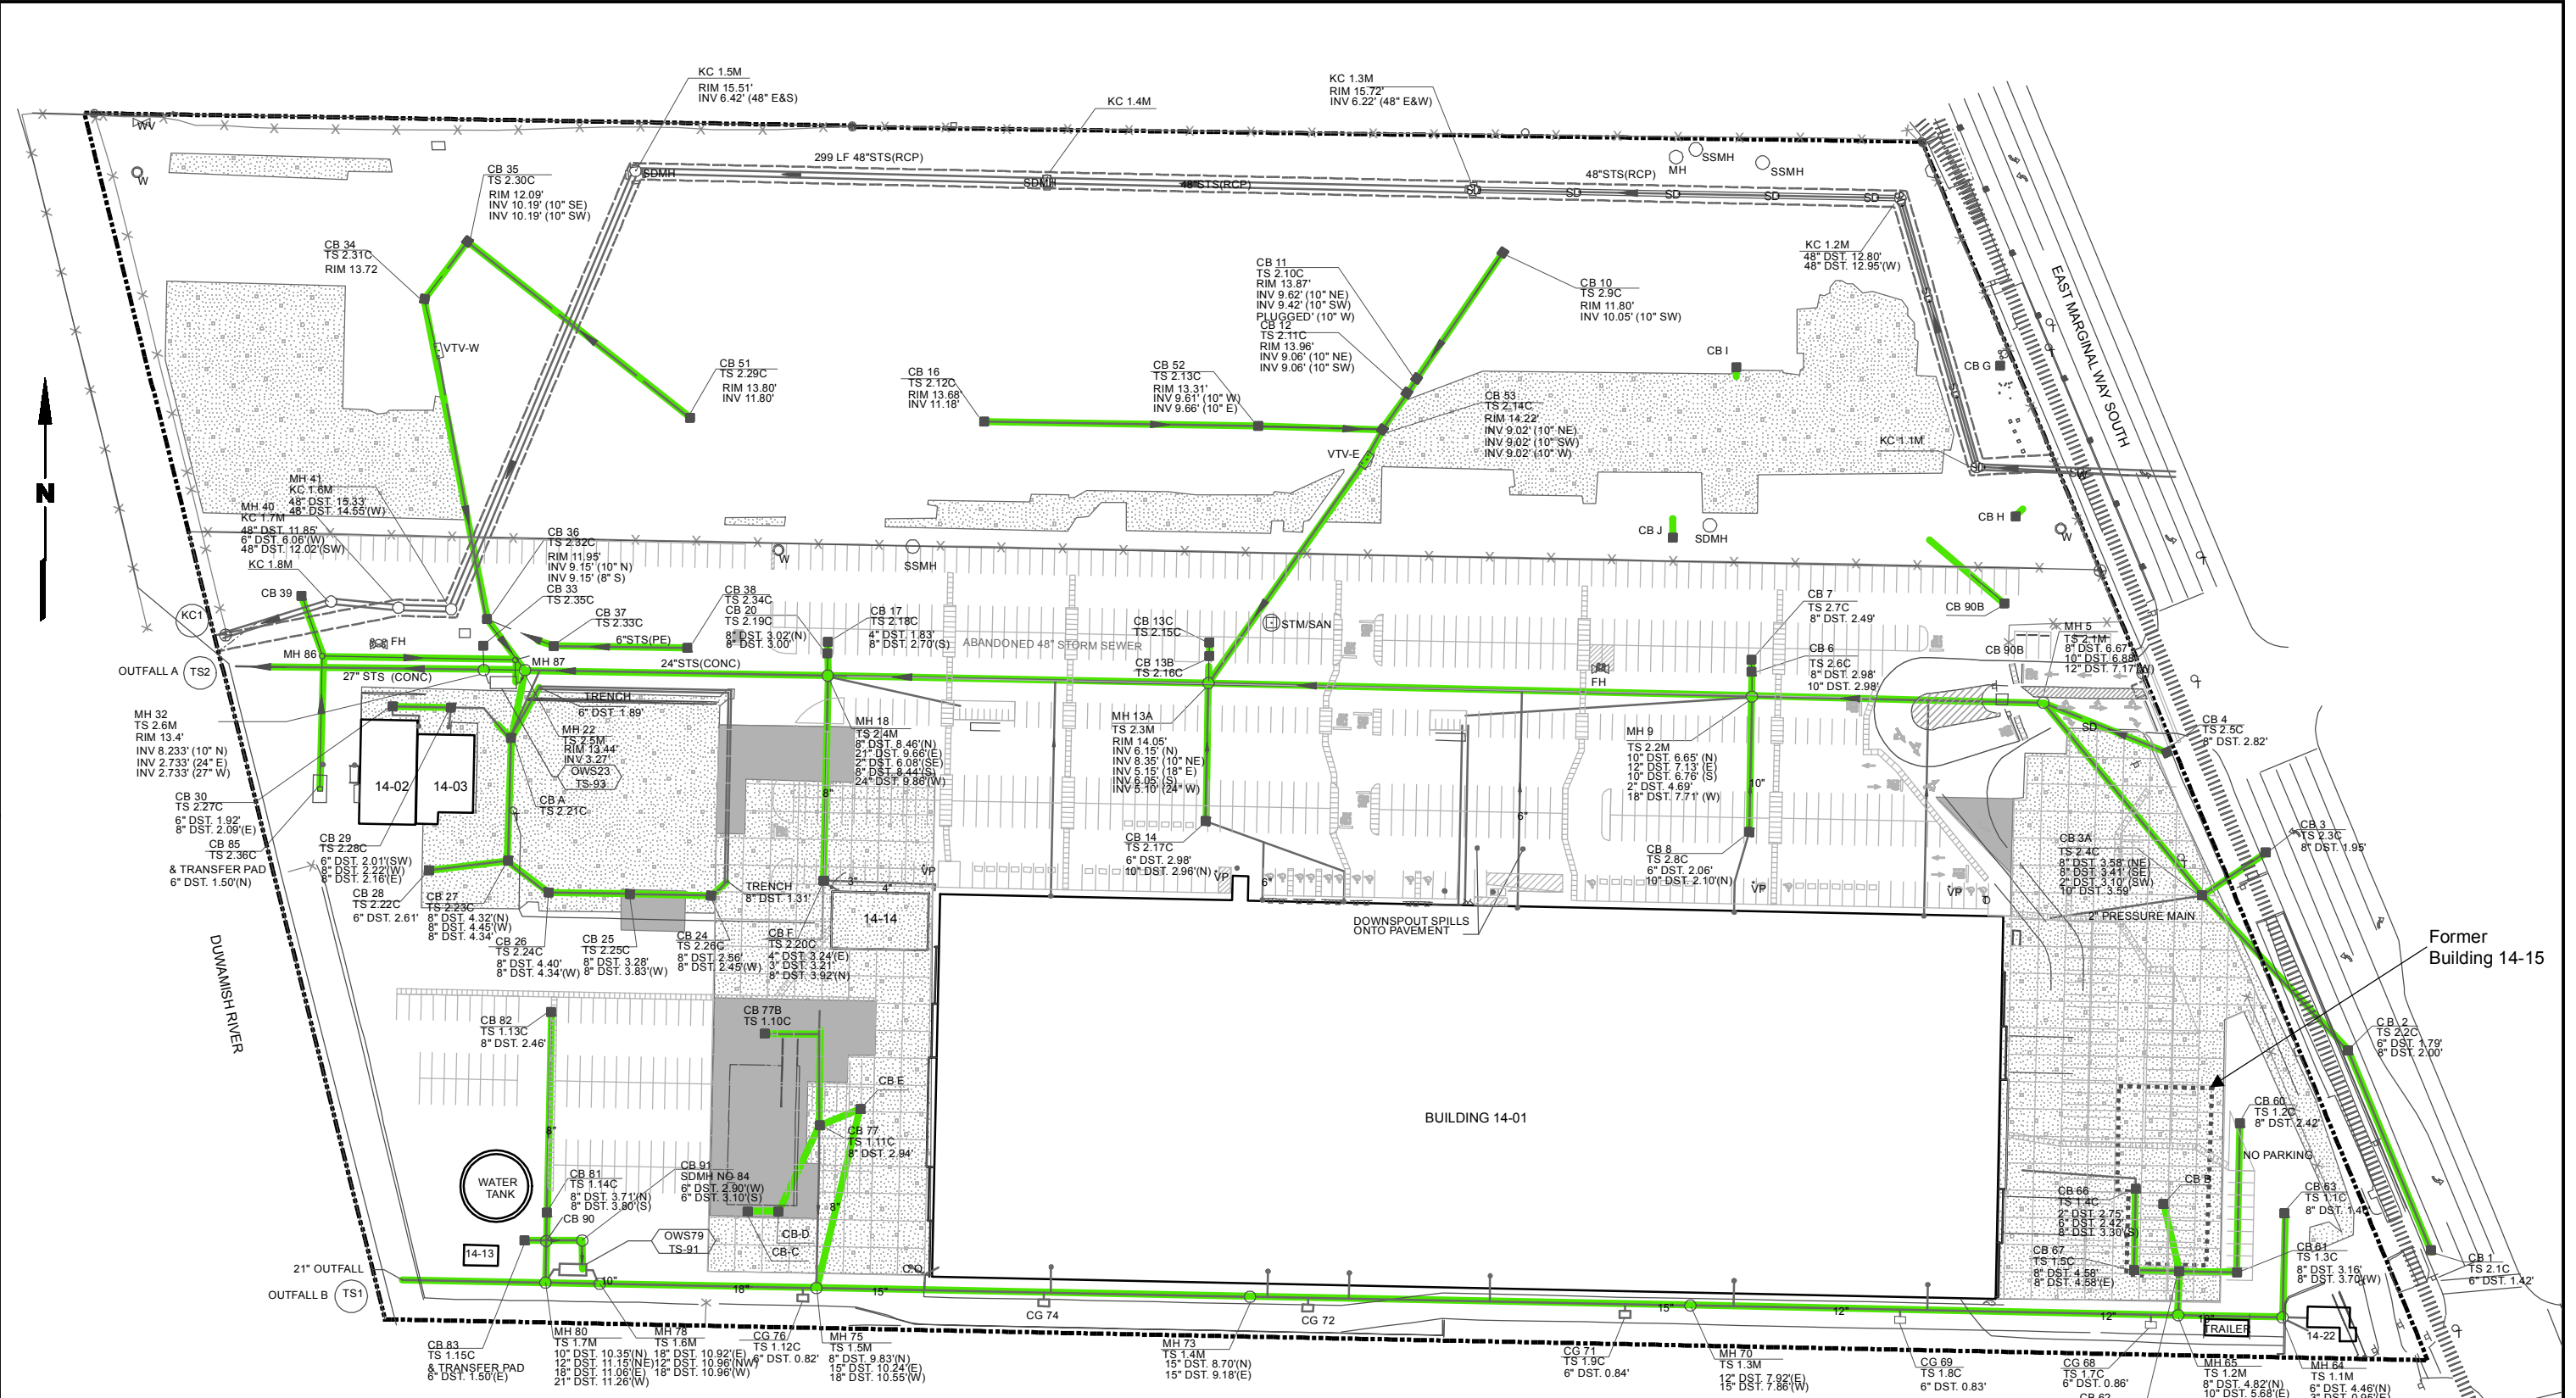 KC 1.5M
RIM 15.51'
INV 6.42' (48" E&S)
KC 1.4M
KC 1.3M
RIM 15.72'
INV 6.22' (48" E&W)
WV
W
299 LF 48"STS(RCP)
SDMH
SDMH
48"STS(RCP)
SD
48"STS(RCP)
SD
SD
SD
SD
SD
MH
SSMH
SSMH
CB 35
TS 2.30C
RIM 12.09'
INV 10.19' (10" SE)
INV 10.19' (10" SW)
CB 34
TS 2.31C
RIM 13.72
VTV-W
CB 51
TS 2.29C
RIM 13.80'
INV 11.80'
CB 16
TS 2.12C
RIM 13.68'
INV 11.18'
CB 52
TS 2.13C
RIM 13.31'
INV 9.61' (10" W)
INV 9.66' (10" E)
CB 11
TS 2.10C
RIM 13.87'
INV 9.62' (10" NE)
INV 9.42' (10" SW)
PLUGGED' (10" W)
CB 12
TS 2.11C
RIM 13.96'
INV 9.06' (10" NE)
INV 9.06' (10" SW)
CB 10
TS 2.9C
RIM 11.80'
INV 10.05' (10" SW)
KC 1.2M
48" DST. 12.80'
48" DST. 12.95'(W)
EAST MARGINAL WAY SOUTH
CB I
CB G
CB 53
TS 2.14C
RIM 14.22'
INV 9.02' (10" NE)
INV 9.02' (10" SW)
INV 9.02' (10" W)
VTV-E
KC 1.1M
SD
SD
SD
N
MH 41
KC 1.6M
48" DST. 15.33'
48" DST. 14.55'(W)
MH 40
KC 1.7M
48" DST. 11.85'
6" DST. 6.06'(W)
48" DST. 12.02'(SW)
KC 1.8M
CB 39
KC1
CB 36
TS 2.32C
RIM 11.95'
INV 9.15' (10" N)
INV 9.15' (8" S)
CB 33
TS 2.35C
CB 37
TS 2.33C
6"STS(PE)
CB 38
TS 2.34C
CB 20
TS 2.19C
8" DST. 3.02'(N)
8" DST. 3.00'
W
SSMH
CB 17
TS 2.18C
4" DST. 1.83'
8" DST. 2.70'(S)
ABANDONED 48" STORM SEWER
CB 13C
TS 2.15C
CB 13B
TS 2.16C
STM/SAN
CB J
SDMH
CB H
W
CB 90B
CB 90B
CB 7
TS 2.7C
8" DST. 2.49'
CB 6
TS 2.6C
8" DST. 2.98'
10" DST. 2.98'
MH 5
TS 2.1M
8" DST. 6.67'
10" DST. 6.88'
12" DST. 7.17'(W)
FH
FH
MH 86
OUTFALL A
TS2
27" STS (CONC)
MH 87
24"STS(CONC)
TRENCH
6" DST. 1.89'
MH 32
TS 2.6M
RIM 13.4'
INV 8.233' (10" N)
INV 2.733' (24" E)
INV 2.733' (27" W)
MH 22
TS 2.5M
RIM 13.44'
INV 3.27'
OWS23
TS-93
CB A
TS 2.21C
14-02
14-03
MH 18
TS 2.4M
8" DST. 8.46'(N)
21" DST. 9.66'(E)
2" DST. 6.08'(SE)
8" DST. 8.44'(S)
24" DST. 9.86'(W)
8"
MH 13A
TS 2.3M
RIM 14.05'
INV 6.15' (N)
INV 8.35' (10" NE)
INV 5.15' (18" E)
INV 6.05' (S)
INV 5.10' (24" W)
MH 9
TS 2.2M
10" DST. 6.65' (N)
12" DST. 7.13' (E)
10" DST. 6.76' (S)
2" DST. 4.69'
18" DST. 7.71' (W)
10"
6"
SD
CB 4
TS 2.5C
8" DST. 2.82'
CB 3
TS 2.3C
8" DST. 1.95'
CB 3A
TS 2.4C
8" DST. 3.58' (NE)
8" DST. 3.41' (SE)
2" DST. 3.10' (SW)
10" DST. 3.59'
2" PRESSURE MAIN
CB 30
TS 2.27C
6" DST. 1.92'
8" DST. 2.09'(E)
CB 85
TS 2.36C
& TRANSFER PAD
6" DST. 1.50'(N)
CB 29
TS 2.28C
6" DST. 2.01'(SW)
8" DST. 2.22'(W)
8" DST. 2.16'(E)
CB 28
TS 2.22C
6" DST. 2.61'
CB 27
TS 2.23C
8" DST. 4.32'(N)
8" DST. 4.45'(W)
8" DST. 4.34'
CB 26
TS 2.24C
8" DST. 4.40'
8" DST. 4.34'(W)
CB 25
TS 2.25C
8" DST. 3.28'
8" DST. 3.83'(W)
CB 24
TS 2.26C
8" DST. 2.56'
8" DST. 2.45'(W)
TRENCH
8" DST. 1.31'
CB F
TS 2.20C
4" DST. 3.24'(E)
3" DST. 3.21'
8" DST. 3.92'(N)
3"
4"
14-14
VP
CB 14
TS 2.17C
6" DST. 2.98'
10" DST. 2.96'(N)
VP
6"
DOWNSPOUT SPILLS
ONTO PAVEMENT
CB 8
TS 2.8C
6" DST. 2.06'
10" DST. 2.10'(N)
VP
VP
Former
Building 14-15
DUWAMISH RIVER
CB 82
TS 1.13C
8" DST. 2.46'
8"
CB 77B
TS 1.10C
CB E
CB 77
TS 1.11C
8" DST. 2.94'
BUILDING 14-01
CB 2
TS 2.2C
6" DST. 1.79'
8" DST. 2.00'
CB 60
TS 1.2C
8" DST. 2.42'
NO PARKING
WATER
TANK
CB 81
TS 1.14C
8" DST. 3.71'(N)
8" DST. 3.80'(S)
CB 90
CB 91
SDMH NO 84
6" DST. 2.90'(W)
6" DST. 3.10'(S)
OWS79
TS-91
CB-D
CB-C
8"
C.O.
14-13
CB 66
TS 1.4C
2" DST. 2.75'
6" DST. 2.42'
8" DST. 3.30'(S)
CB B
CB 67
TS 1.5C
8" DST. 4.58'
8" DST. 4.58'(E)
CB 63
TS 1.1C
CB 61
TS 1.3C
8" DST. 3.16'
8" DST. 3.70'(W)
CB 1
TS 2.1C
6" DST. 1.42'
21" OUTFALL
OUTFALL B
TS1
10"
18"
15"
CG 74
CG 72
15"
12"
12"
TRAILER
14-22
CB 83
TS 1.15C
& TRANSFER PAD
6" DST. 1.50'(E)
MH 80
TS 1.7M
10" DST. 10.35'(N)
12" DST. 11.15'(NE)
18" DST. 11.06'(E)
21" DST. 11.26'(W)
MH 78
TS 1.6M
18" DST. 10.92'(E)
12" DST. 10.96'(NW)
18" DST. 10.96'(W)
CG 76
TS 1.12C
6" DST. 0.82'
MH 75
TS 1.5M
8" DST. 9.83'(N)
15" DST. 10.24'(E)
18" DST. 10.55'(W)
MH 73
TS 1.4M
15" DST. 8.70'(N)
15" DST. 9.18'(E)
CG 71
TS 1.9C
6" DST. 0.84'
MH 70
TS 1.3M
12" DST. 7.92'(E)
15" DST. 7.86'(W)
CG 69
TS 1.8C
6" DST. 0.83'
CG 68
TS 1.7C
6" DST. 0.86'
CB 62
MH 65
TS 1.2M
8" DST. 4.82'(N)
10" DST. 5.68'(E)
MH 64
TS 1.1M
6" DST. 4.46'(N)